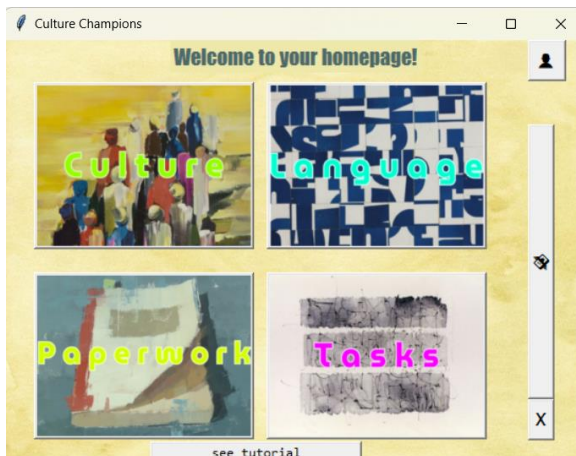 Culture Champions
Welcome to your homepage!
Culture
Language
Paperwork
Tasks
X
see tutorial